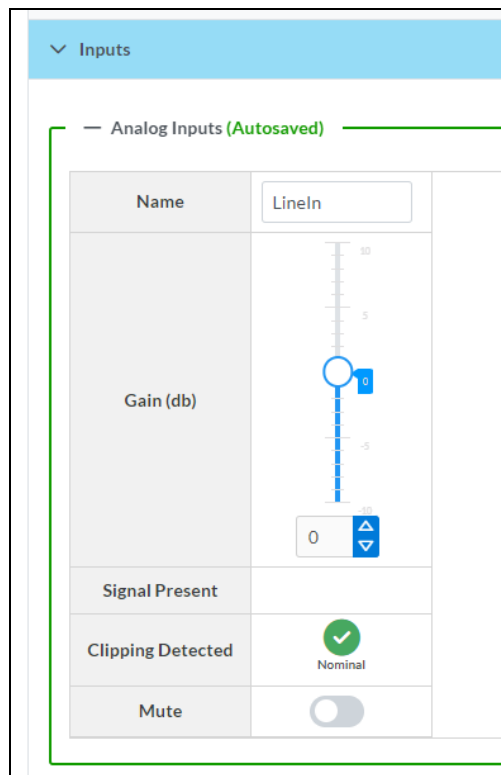 Inputs
Analog Inputs (Autosaved)
Name
LineIn
10
5
0
Gain (db)
-5
-10
0
Signal Present
Clipping Detected
Nominal
Mute